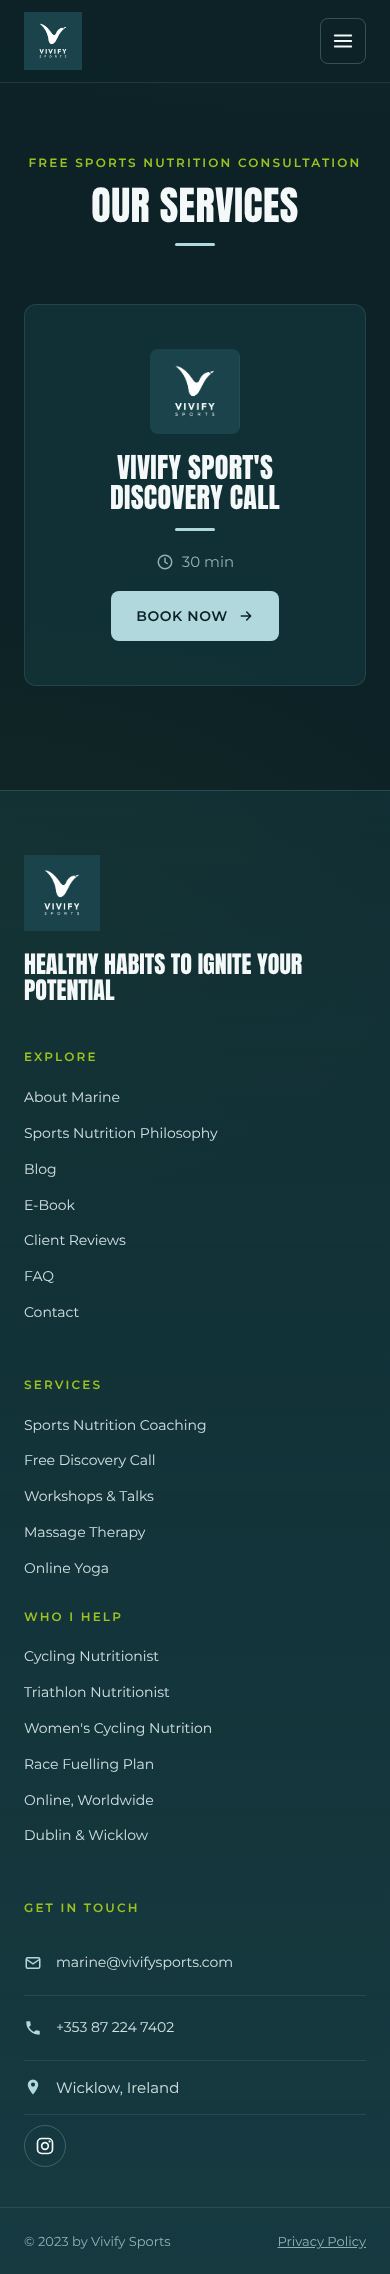 VIVIFY
SPORTS
FREE SPORTS NUTRITION CONSULTATION
OUR SERVICES
VIVIFY
SPORTS
VIVIFY SPORT'S
DISCOVERY CALL
30 min
BOOK NOW →
VIVIFY
SPORTS
HEALTHY HABITS TO IGNITE YOUR
POTENTIAL
EXPLORE
About Marine
Sports Nutrition Philosophy
Blog
E-Book
Client Reviews
FAQ
Contact
SERVICES
Sports Nutrition Coaching
Free Discovery Call
Workshops & Talks
Massage Therapy
Online Yoga
WHO I HELP
Cycling Nutritionist
Triathlon Nutritionist
Women's Cycling Nutrition
Race Fuelling Plan
Online, Worldwide
Dublin & Wicklow
GET IN TOUCH
marine@vivifysports.com
+353 87 224 7402
Wicklow, Ireland
© 2023 by Vivify Sports
Privacy Policy